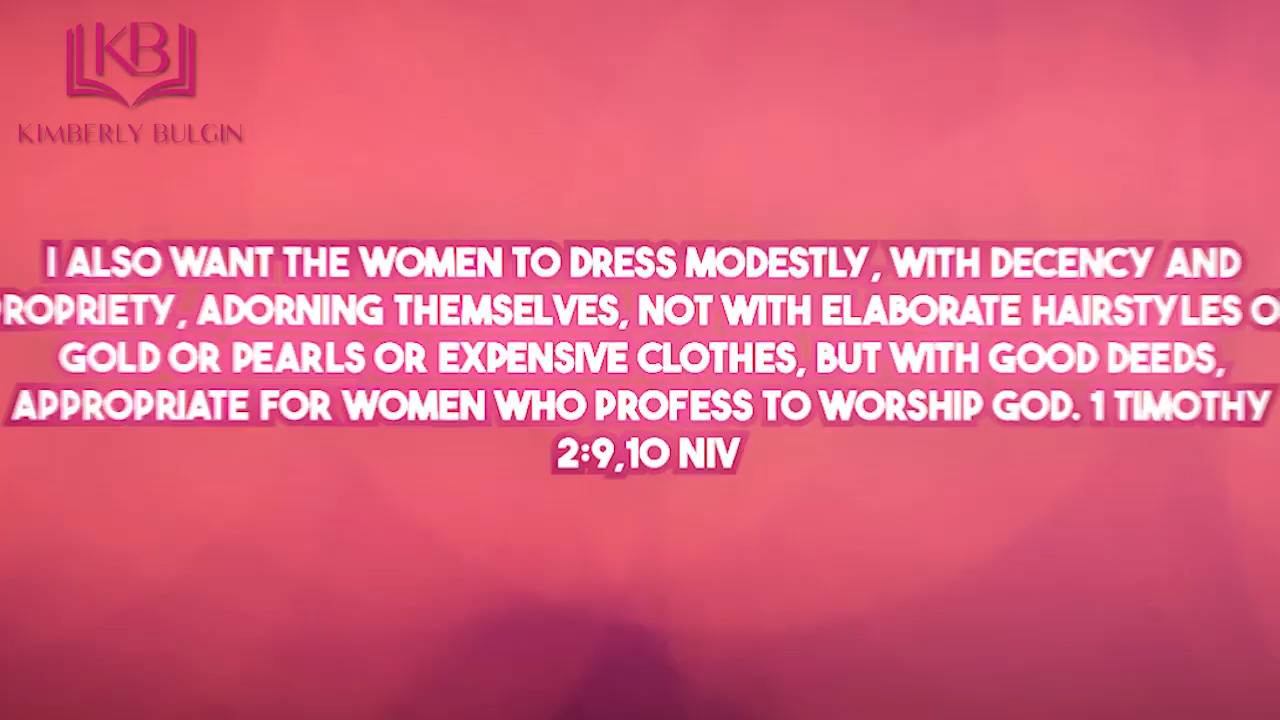 KB
KIMBERLY BULGIN
I ALSO WANT THE WOMEN TO DRESS MODESTLY, WITH DECENCY AND
ROPRIETY, ADORNING THEMSELVES, NOT WITH ELABORATE HAIRSTYLES O
GOLD OR PEARLS OR EXPENSIVE CLOTHES, BUT WITH GOOD DEEDS,
APPROPRIATE FOR WOMEN WHO PROFESS TO WORSHIP GOD. 1 TIMOTHY
2:9,10 NIV